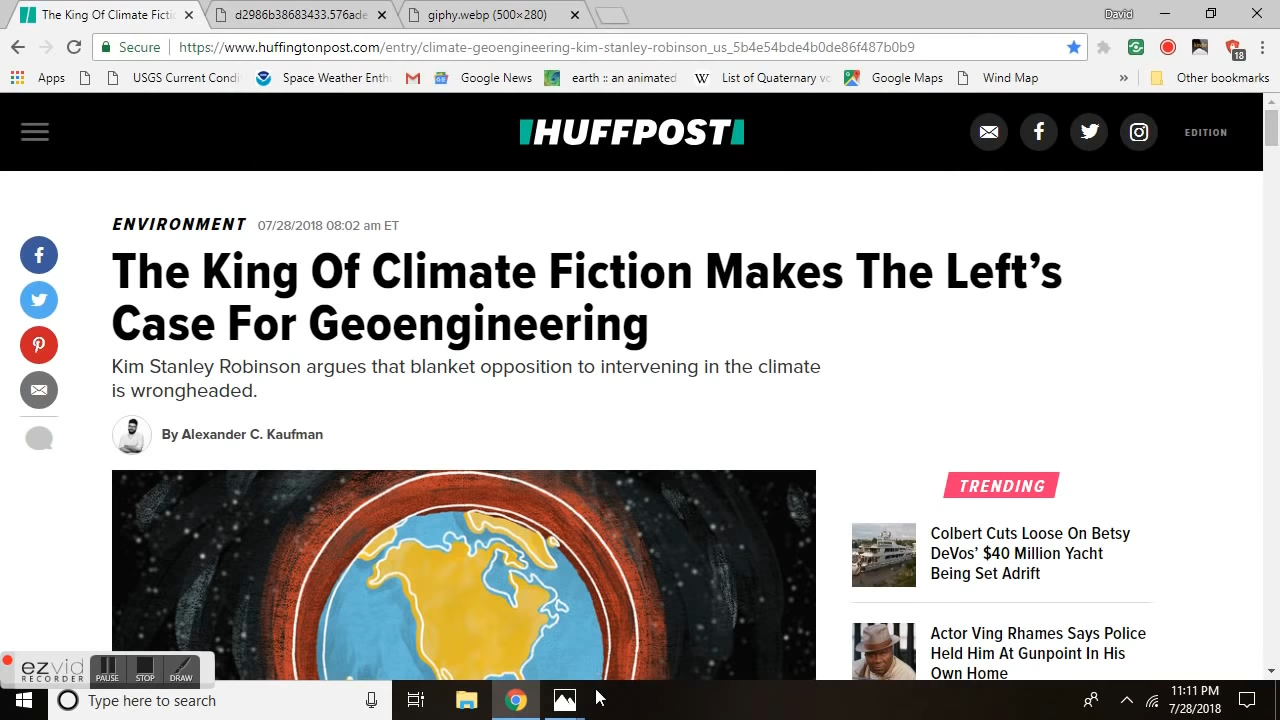 The King Of Climate Fictic
d2986b38683433.576ade
giphy.webp (500×280)
David
Secure
https://www.huffingtonpost.com/entry/climate-geoengineering-kim-stanley-robinson_us_5b4e54bde4b0de86f487b0b9
18
Apps
USGS Current Condi
Space Weather Enth
Google News
earth :: an animated
W
List of Quaternary vo
Google Maps
Wind Map
»
Other bookmarks
HUFFPOST
EDITION
ENVIRONMENT 07/28/2018 08:02 am ET
The King Of Climate Fiction Makes The Left’s
Case For Geoengineering
Kim Stanley Robinson argues that blanket opposition to intervening in the climate
is wrongheaded.
By Alexander C. Kaufman
TRENDING
Colbert Cuts Loose On Betsy
DeVos’ $40 Million Yacht
Being Set Adrift
Actor Ving Rhames Says Police
Held Him At Gunpoint In His
Own Home
ezvid
RECORDER
PAUSE
STOP
DRAW
Type here to search
11:11 PM
7/28/2018